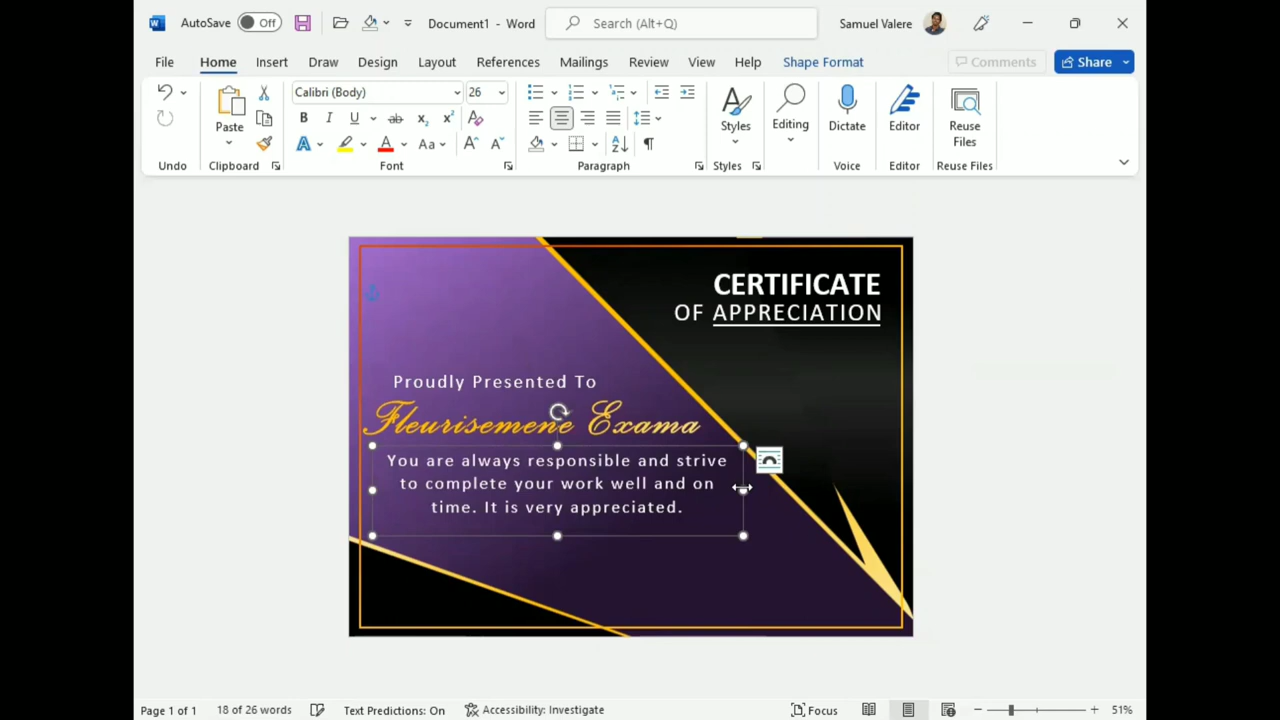 AutoSave Off Document1 - Word Search (Alt+Q) Samuel Valere
File Home Insert Draw Design Layout References Mailings Review View Help Shape Format Comments Share
Calibri (Body) 26
Paste Styles Editing Dictate Editor Reuse Files
Undo Clipboard Font Paragraph Styles Voice Editor Reuse Files
CERTIFICATE
OF APPRECIATION
Proudly Presented To
Fleurisemene Exama
You are always responsible and strive
to complete your work well and on
time. It is very appreciated.
Page 1 of 1 18 of 26 words Text Predictions: On Accessibility: Investigate Focus 51%